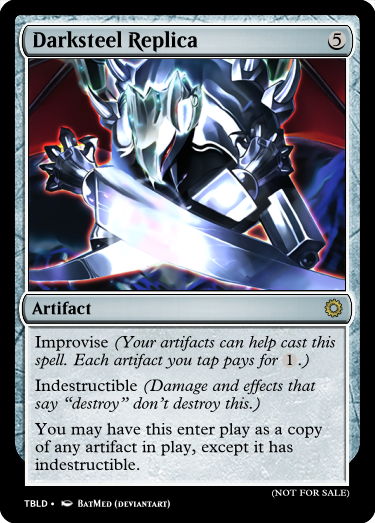 Darksteel Replica 5
Artifact
Improvise (Your artifacts can help cast this
spell. Each artifact you tap pays for 1.)
Indestructible (Damage and effects that
say “destroy” don’t destroy this.)
You may have this enter play as a copy
of any artifact in play, except it has
indestructible.
(NOT FOR SALE)
TBLD • BATMED (DEVIANTART)